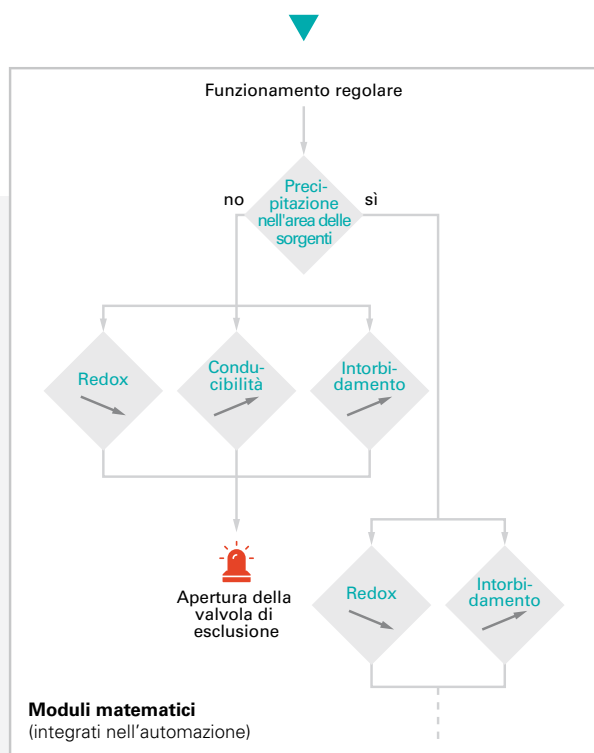 Funzionamento regolare
Preci-
pitazione
nell'area delle
sorgenti
no
sì
Redox
Condu-
cibilità
Intorbi-
damento
Apertura della
valvola di
esclusione
Redox
Intorbi-
damento
Moduli matematici
(integrati nell’automazione)